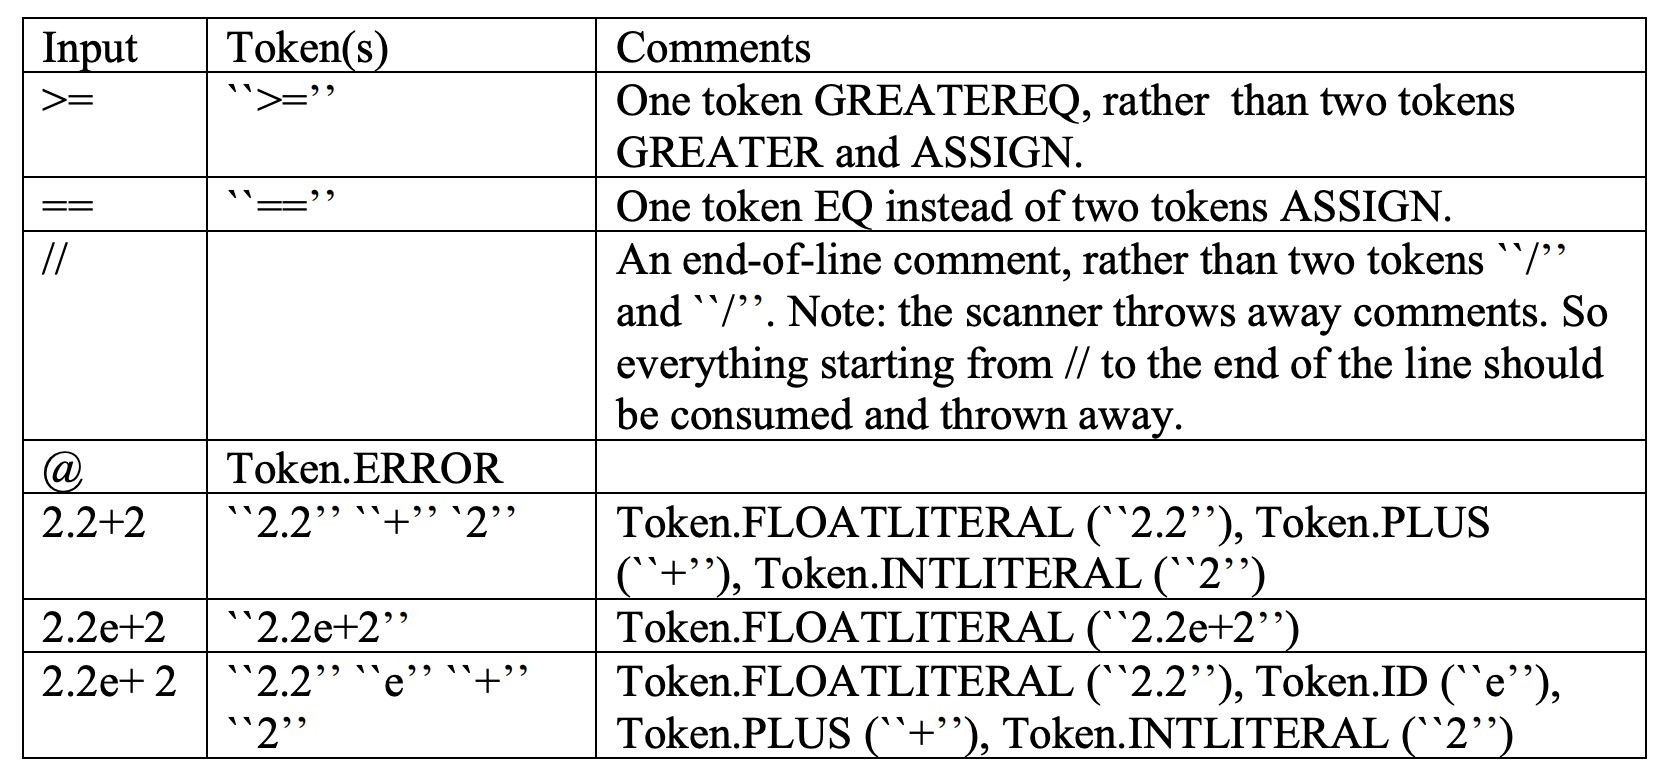 Input Token(s) Comments
>= ``>=’’ One token GREATEREQ, rather  than two tokens
GREATER and ASSIGN.
== ``==’’ One token EQ instead of two tokens ASSIGN.
// An end-of-line comment, rather than two tokens ``/’’
and ``/’’. Note: the scanner throws away comments. So
everything starting from // to the end of the line should
be consumed and thrown away.
@ Token.ERROR
2.2+2 ``2.2’’ ``+’’ `2’’ Token.FLOATLITERAL (``2.2’’), Token.PLUS
(``+’’), Token.INTLITERAL (``2’’)
2.2e+2 ``2.2e+2’’ Token.FLOATLITERAL (``2.2e+2’’)
2.2e+ 2 ``2.2’’ ``e’’ ``+’’ Token.FLOATLITERAL (``2.2’’), Token.ID (``e’’),
``2’’ Token.PLUS (``+’’), Token.INTLITERAL (``2’’)